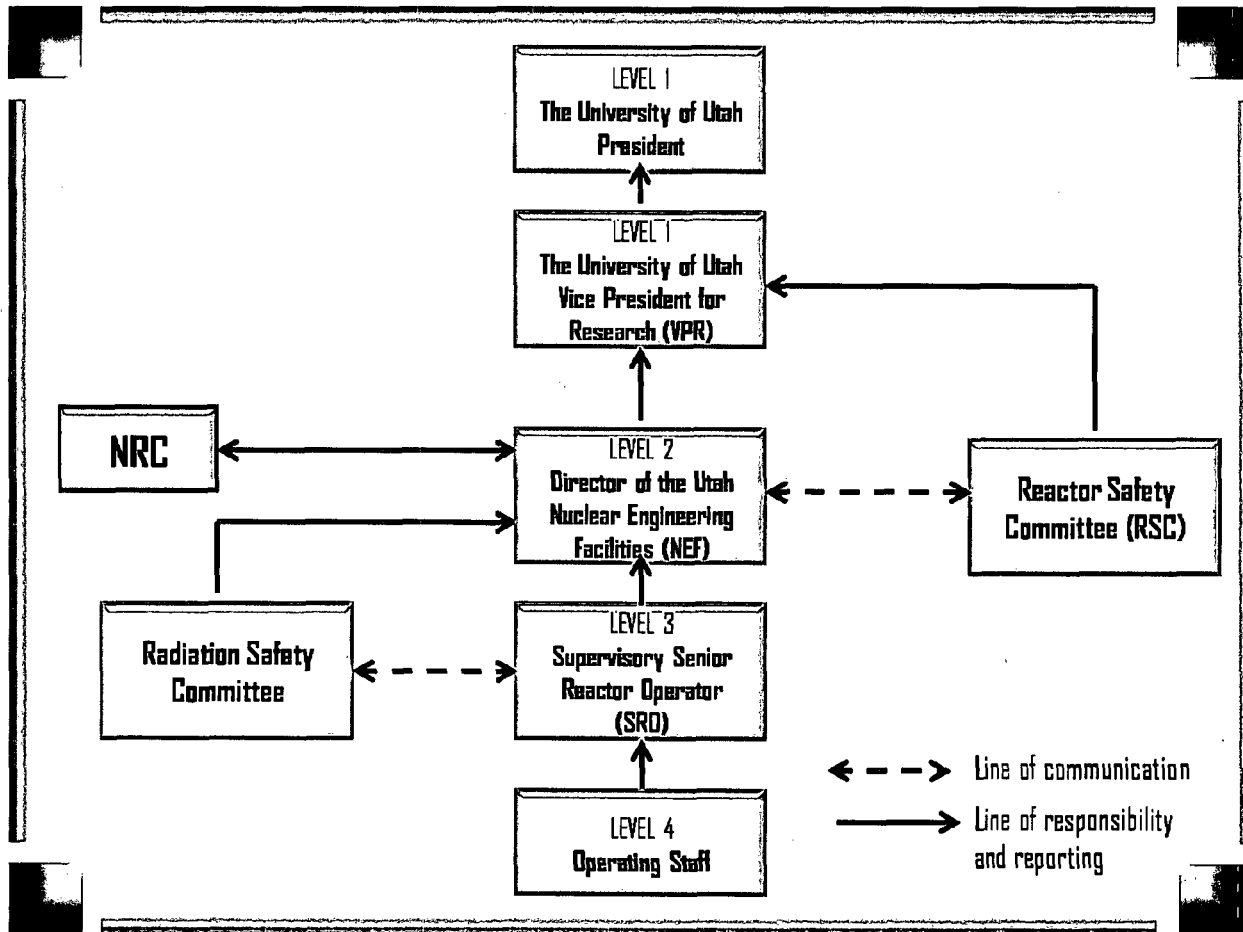 LEVEL 1
The University of Utah
President
LEVEL 1
The University of Utah
Vice President for
Research (VPR)
NRC
LEVEL 2
Director of the Utah
Nuclear Engineering
Facilities (NEF)
Reactor Safety
Committee (RSC)
Radiation Safety
Committee
LEVEL 3
Supervisory Senior
Reactor Operator
(SRO)
LEVEL 4
Operating Staff
Line of communication
Line of responsibility
and reporting